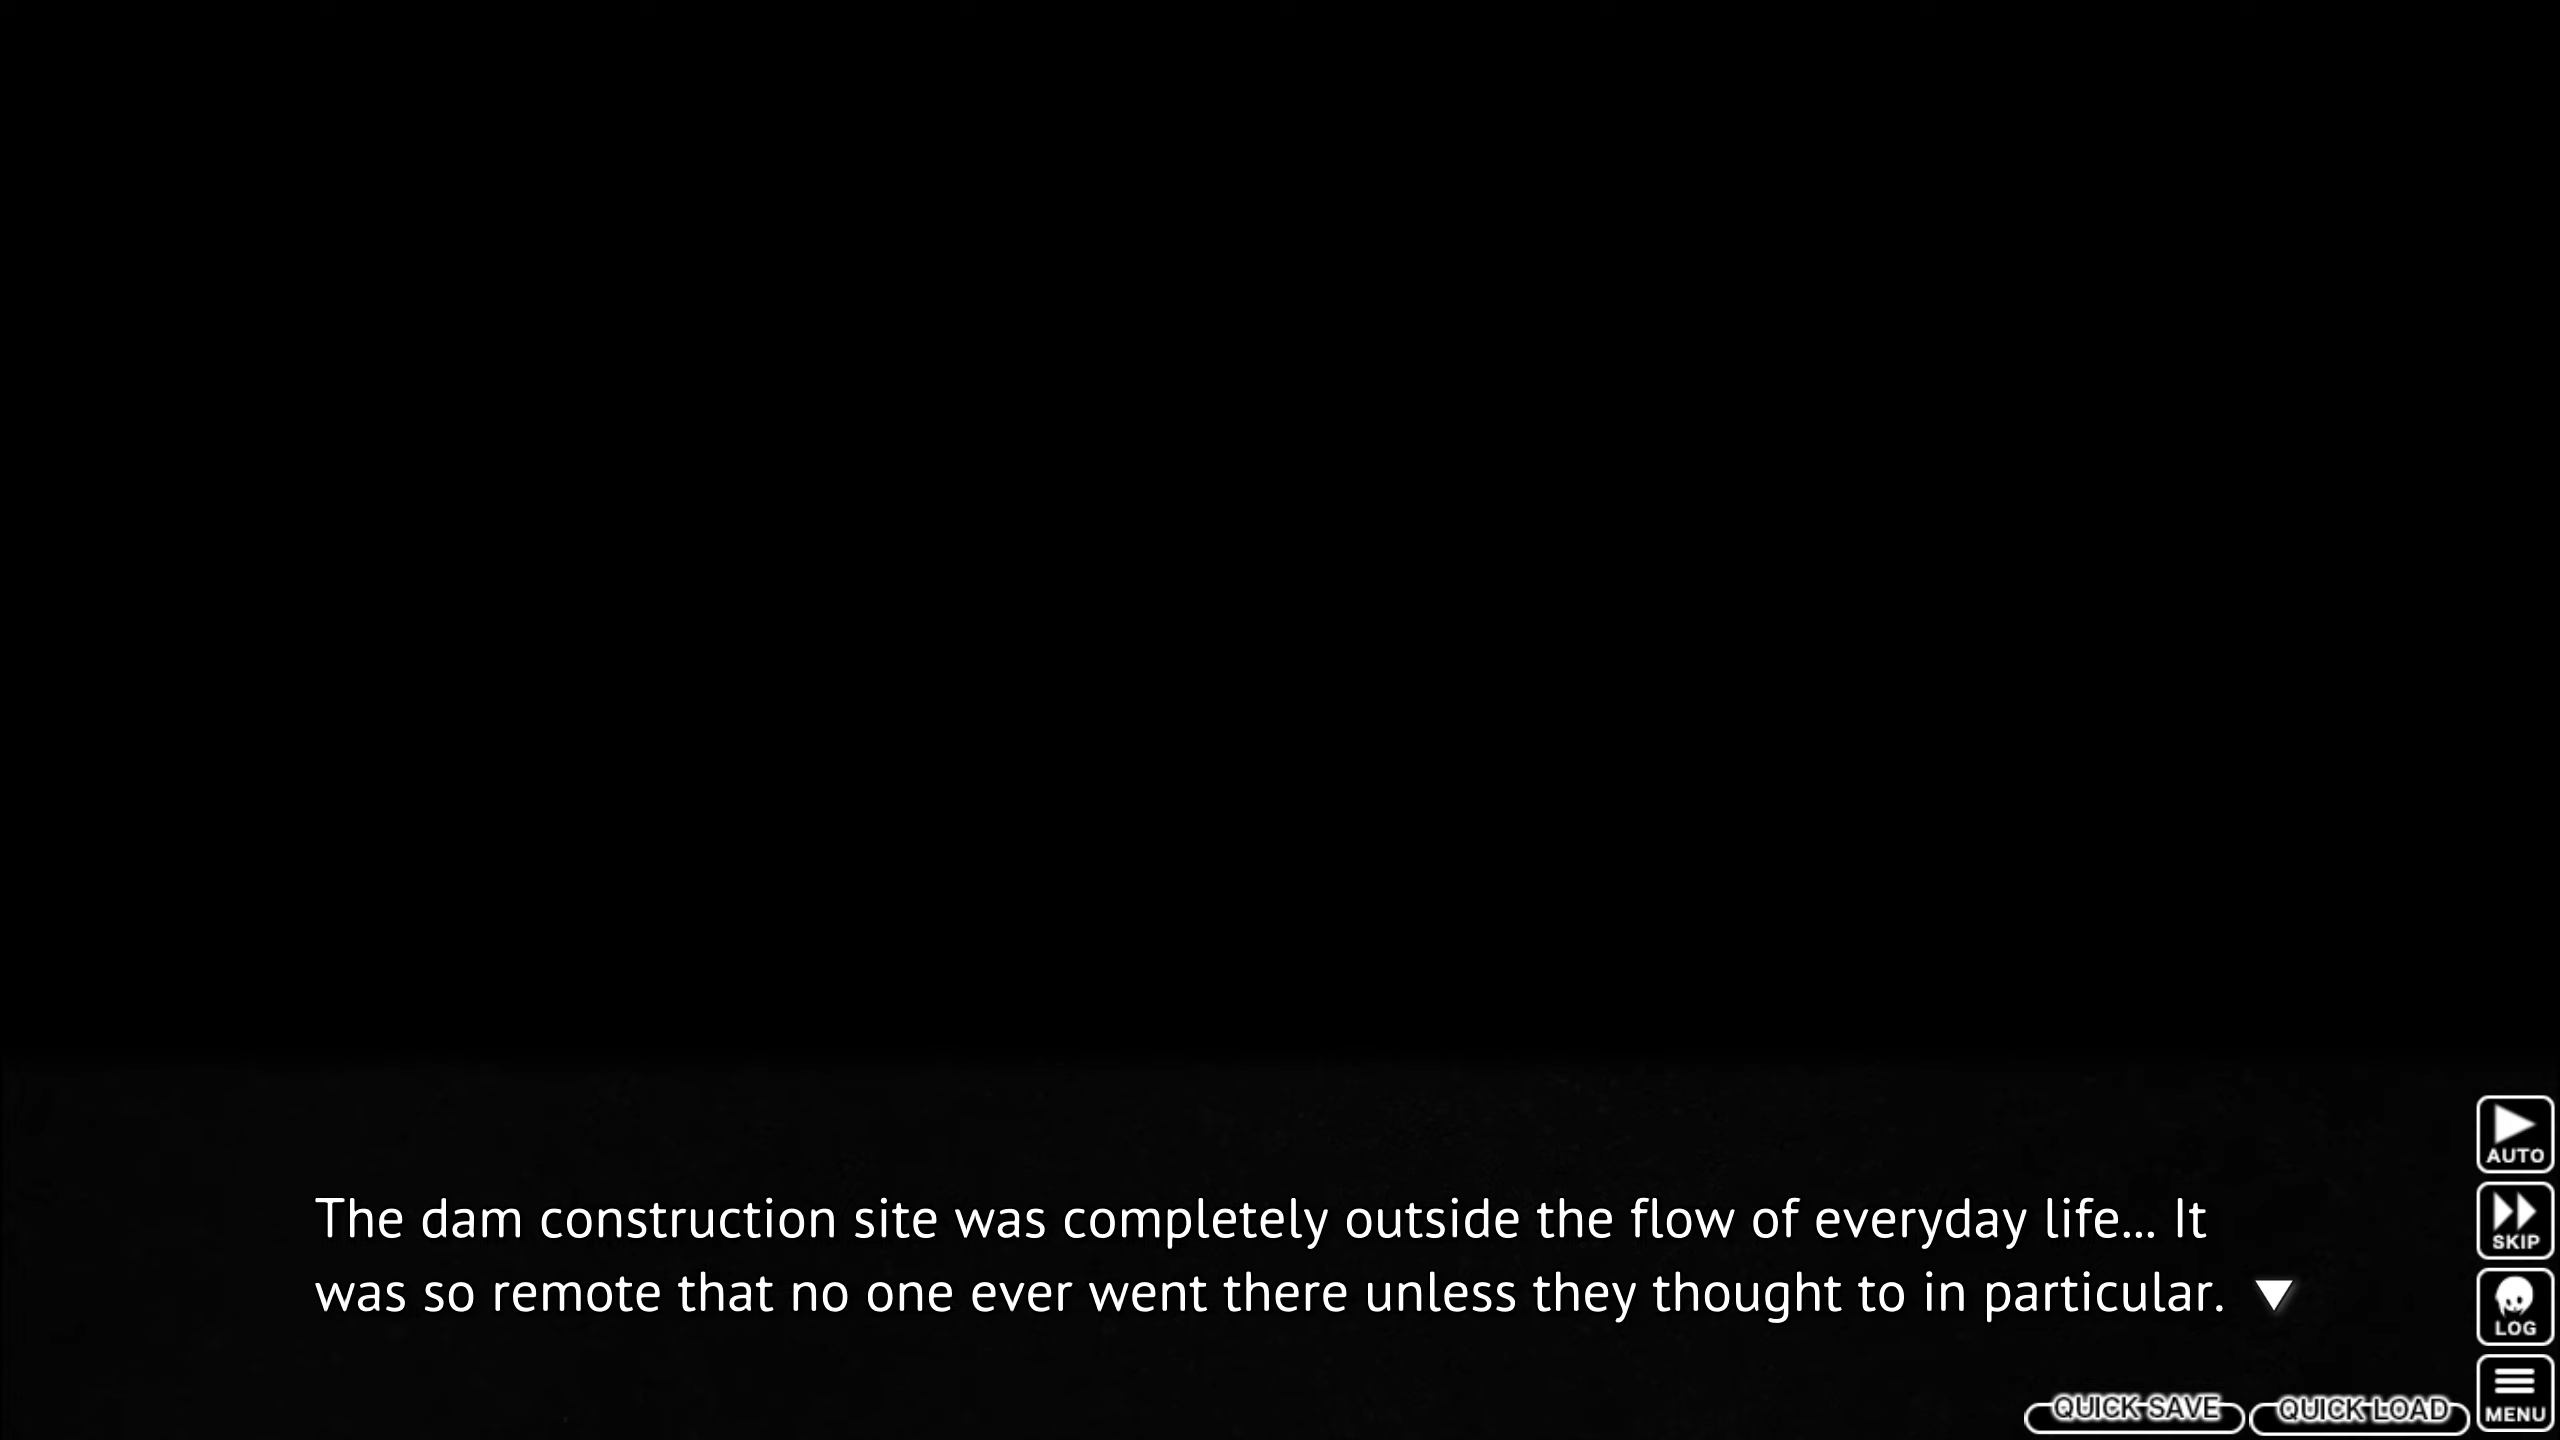 The dam construction site was completely outside the flow of everyday life... It
was so remote that no one ever went there unless they thought to in particular.
AUTO
SKIP
LOG
MENU
QUICK SAVE
QUICK LOAD